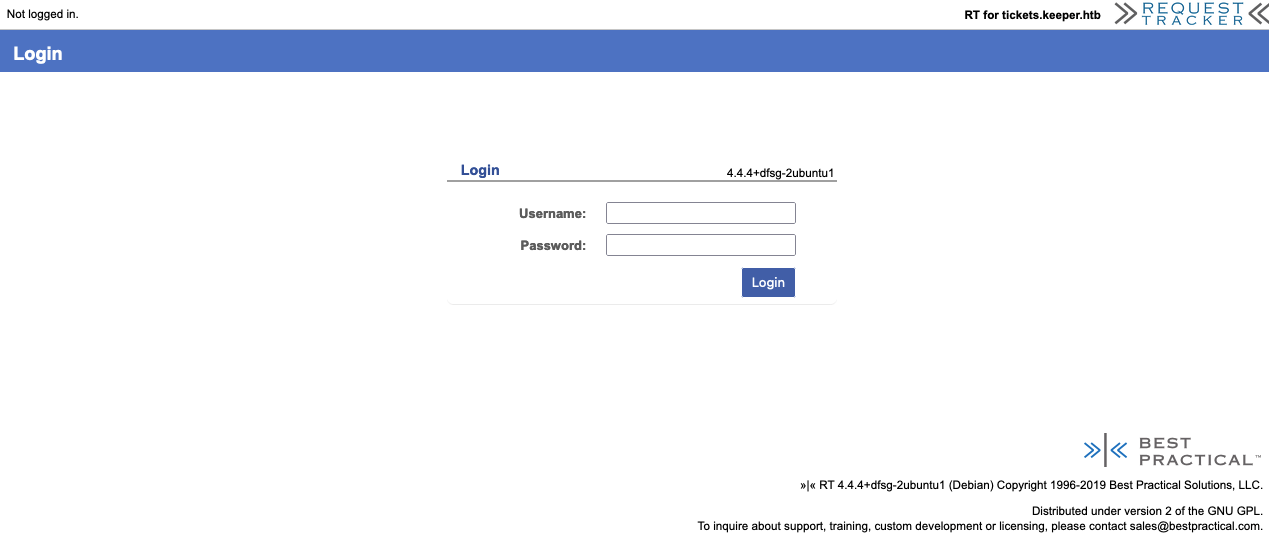 Not logged in.
RT for tickets.keeper.htb
REQUEST
TRACKER
Login
Login
4.4.4+dfsg-2ubuntu1
Username:
Password:
Login
BEST
PRACTICAL™
»|« RT 4.4.4+dfsg-2ubuntu1 (Debian) Copyright 1996-2019 Best Practical Solutions, LLC.
Distributed under version 2 of the GNU GPL.
To inquire about support, training, custom development or licensing, please contact sales@bestpractical.com.